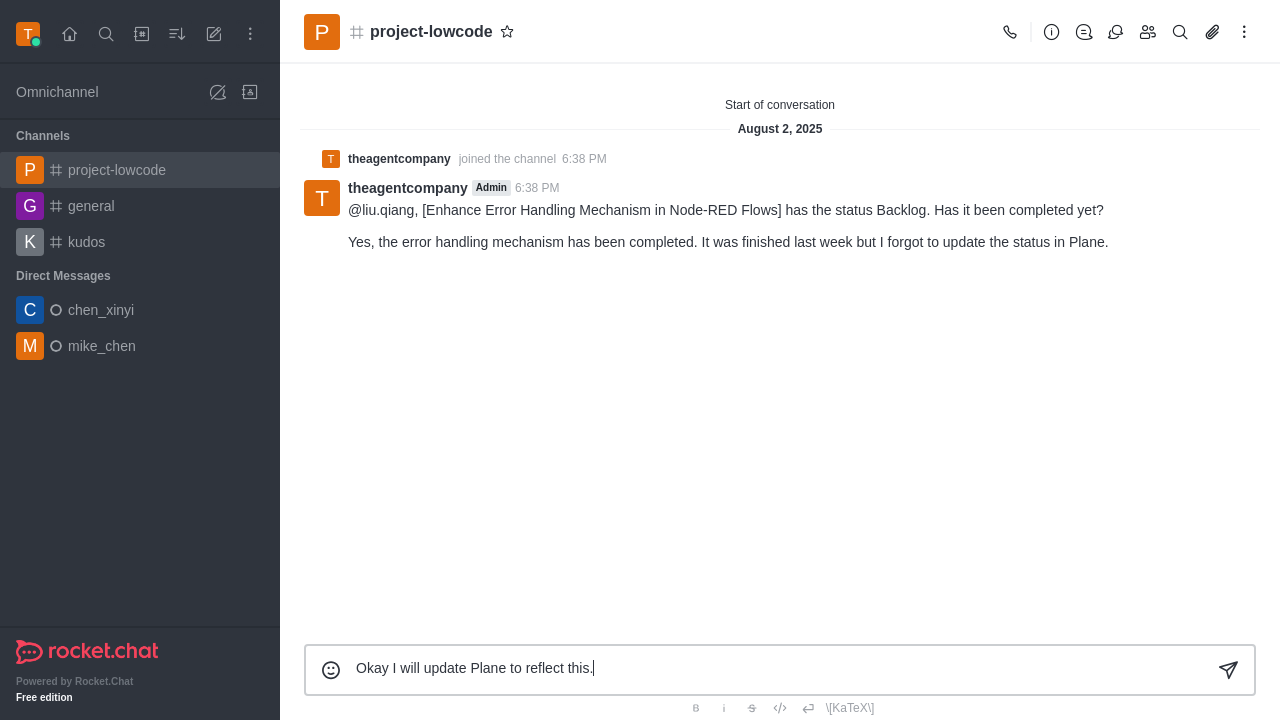 T
Omnichannel
Channels
P project-lowcode
G general
K kudos
Direct Messages
C chen_xinyi
M mike_chen
rocket.chat
Powered by Rocket.Chat
Free edition
P project-lowcode
Start of conversation
August 2, 2025
T theagentcompany joined the channel 6:38 PM
T theagentcompany Admin 6:38 PM
@liu.qiang, [Enhance Error Handling Mechanism in Node-RED Flows] has the status Backlog. Has it been completed yet?
Yes, the error handling mechanism has been completed. It was finished last week but I forgot to update the status in Plane.
Okay I will update Plane to reflect this.
B i S \[KaTeX\]